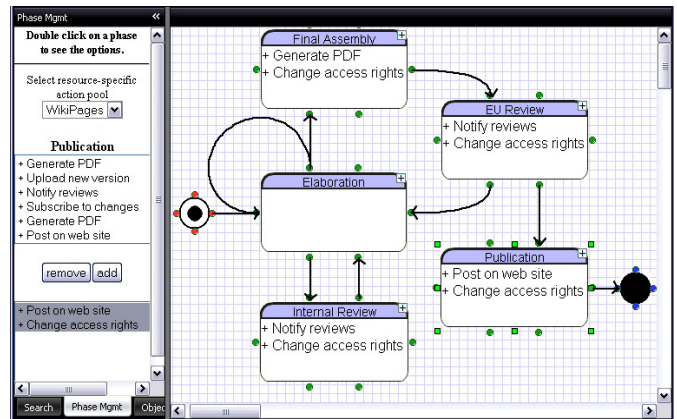 Phase Mgmt «
Double click on a phase
to see the options.
Select resource-specific
action pool
WikiPages
Publication
+ Generate PDF
+ Upload new version
+ Notify reviews
+ Subscribe to changes
+ Generate PDF
+ Post on web site
remove add
+ Post on web site
+ Change access rights
Search Phase Mgmt Objec
Final Assembly
+ Generate PDF
+ Change access rights
EU Review
+ Notify reviews
+ Change access rights
Elaboration
Publication
+ Post on web site
+ Change access rights
Internal Review
+ Notify reviews
+ Change access rights